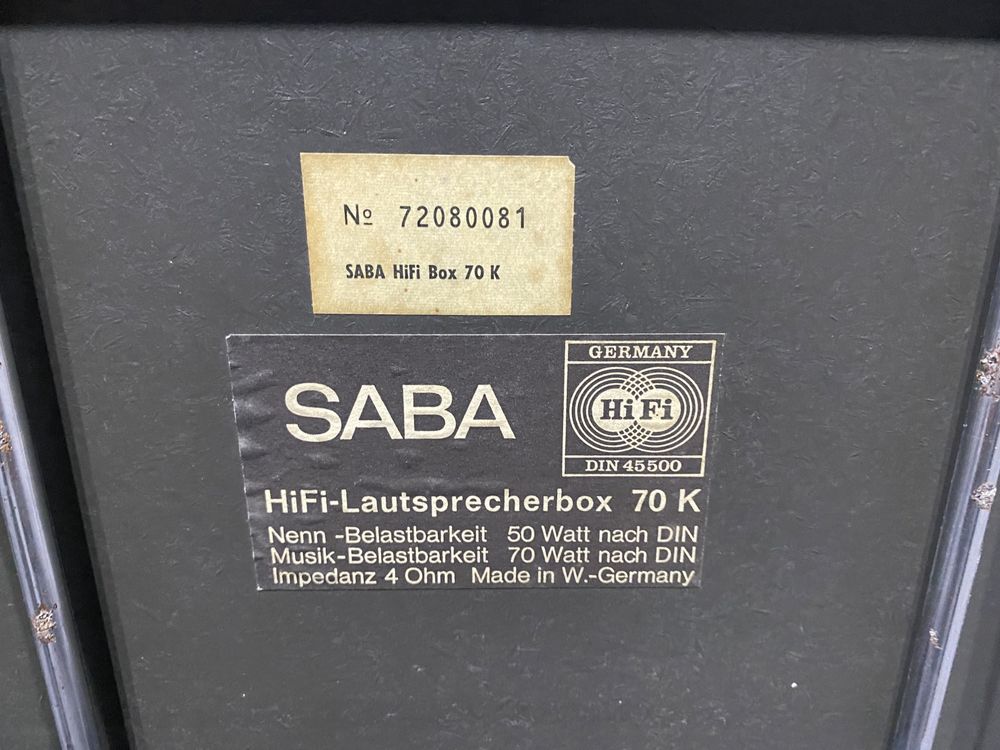 Nº 72080081
SABA HiFi Box 70 K
GERMANY
HiFi
DIN 45500
SABA
HiFi-Lautsprecherbox 70 K
Nenn -Belastbarkeit 50 Watt nach DIN
Musik-Belastbarkeit 70 Watt nach DIN
Impedanz 4 Ohm Made in W.-Germany